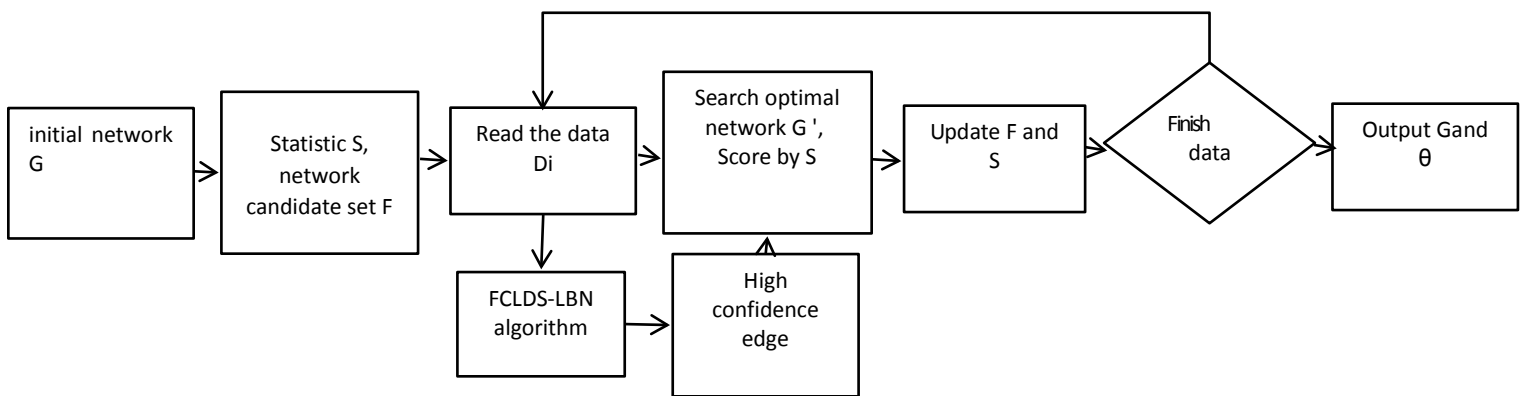 initial network
G
Statistic S,
network
candidate set F
Read the data
Di
Search optimal
network G ',
Score by S
Update F and
S
Finish
data
Output Gand
θ
FCLDS-LBN
algorithm
High
confidence
edge